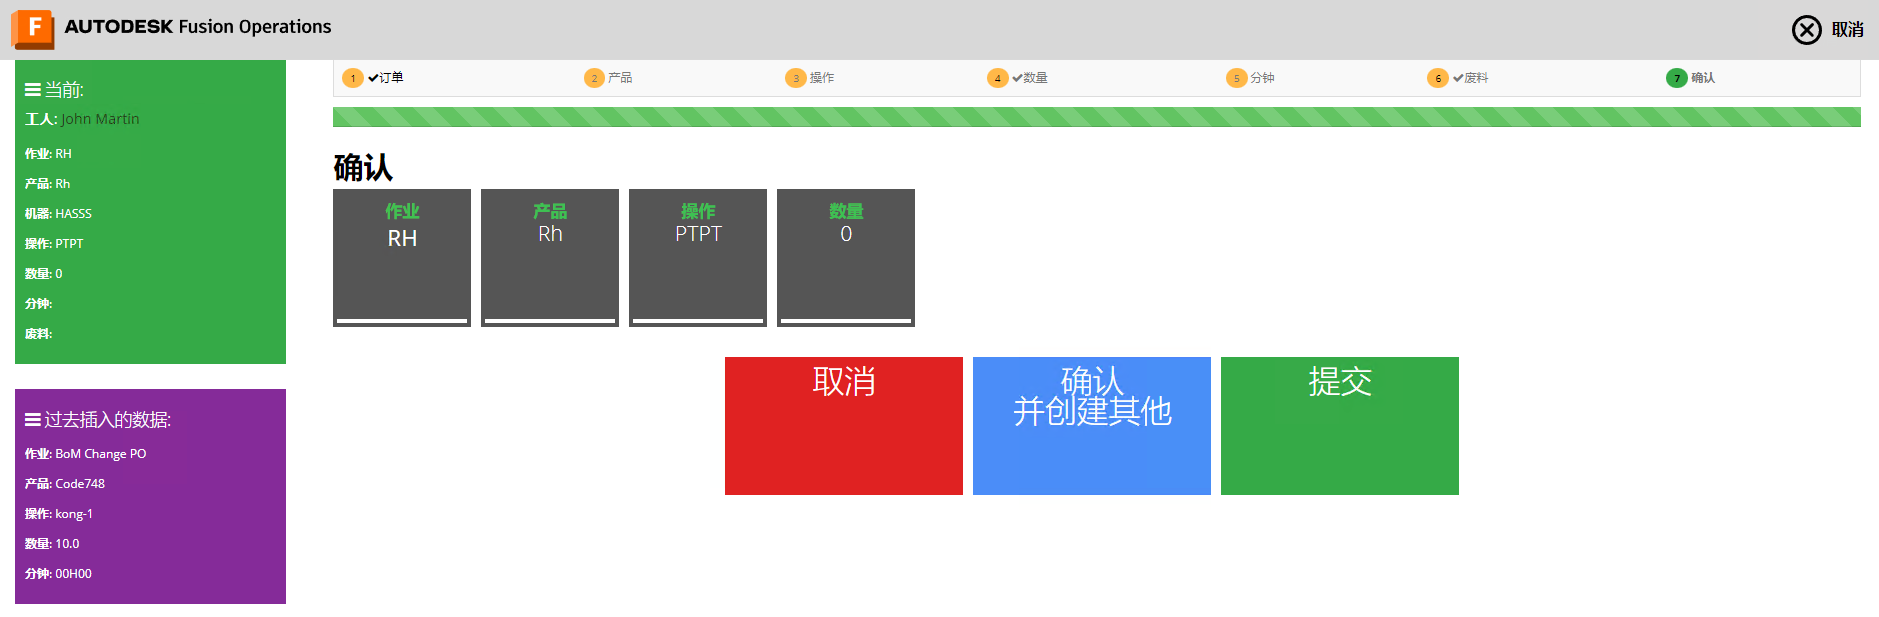 F AUTODESK Fusion Operations
取消
当前:
工人: John Martin
作业: RH
产品: Rh
机器: HASSS
操作: PTPT
数量: 0
分钟:
废料:
过去插入的数据:
作业: BoM Change PO
产品: Code748
操作: kong-1
数量: 10.0
分钟: 00H00
1 ✔订单 2 产品 3 操作 4 ✔数量 5 分钟 6 ✔废料 7 确认
确认
作业
RH
产品
Rh
操作
PTPT
数量
0
取消
确认
并创建其他
提交